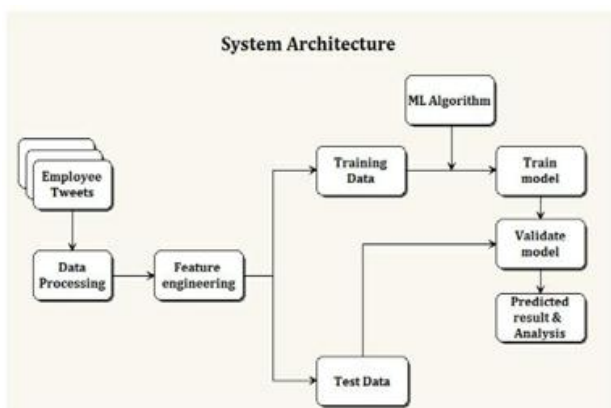 System Architecture
ML Algorithm
Employee
Tweets
Training
Data
Train
model
Validate
model
Data
Processing
Feature
engineering
Predicted
result &
Analysis
Test Data